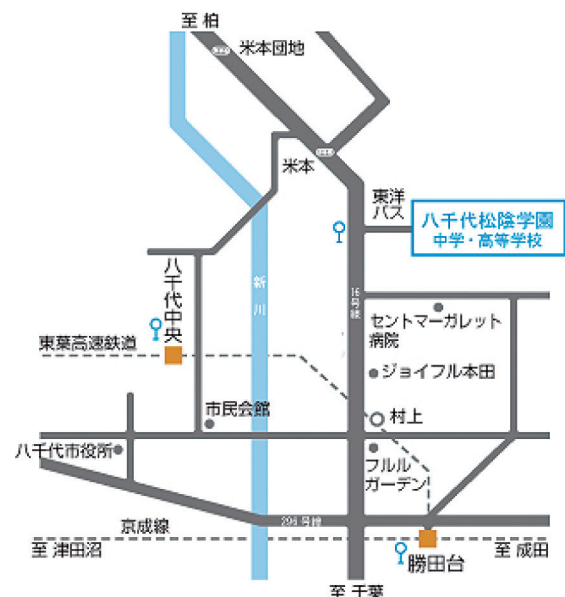 至 柏
米本団地
米本
東洋
バス
八千代松陰学園
中学・高等学校
八千代中央
新川
16号線
セントマーガレット
病院
東葉高速鉄道
ジョイフル本田
市民会館
村上
八千代市役所
フルル
ガーデン
296号線
京成線
至 津田沼
勝田台
至 成田
至 千葉